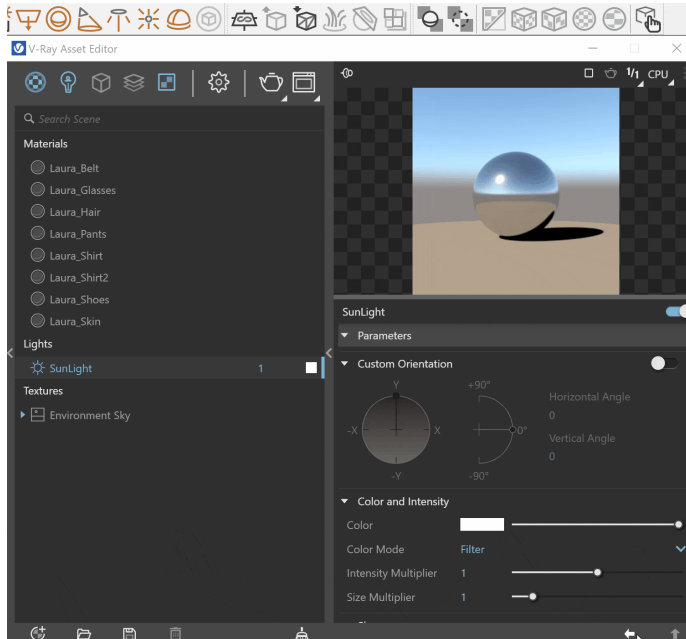 V-Ray Asset Editor
1/1 CPU
Search Scene
Materials
Laura_Belt
Laura_Glasses
Laura_Hair
Laura_Pants
Laura_Shirt
Laura_Shirt2
Laura_Shoes
Laura_Skin
Lights
SunLight 1
Textures
Environment Sky
SunLight
Parameters
Custom Orientation
Y
-X X
-Y
+90°
0°
-90°
Horizontal Angle
0
Vertical Angle
0
Color and Intensity
Color
Color Mode Filter
Intensity Multiplier 1
Size Multiplier 1